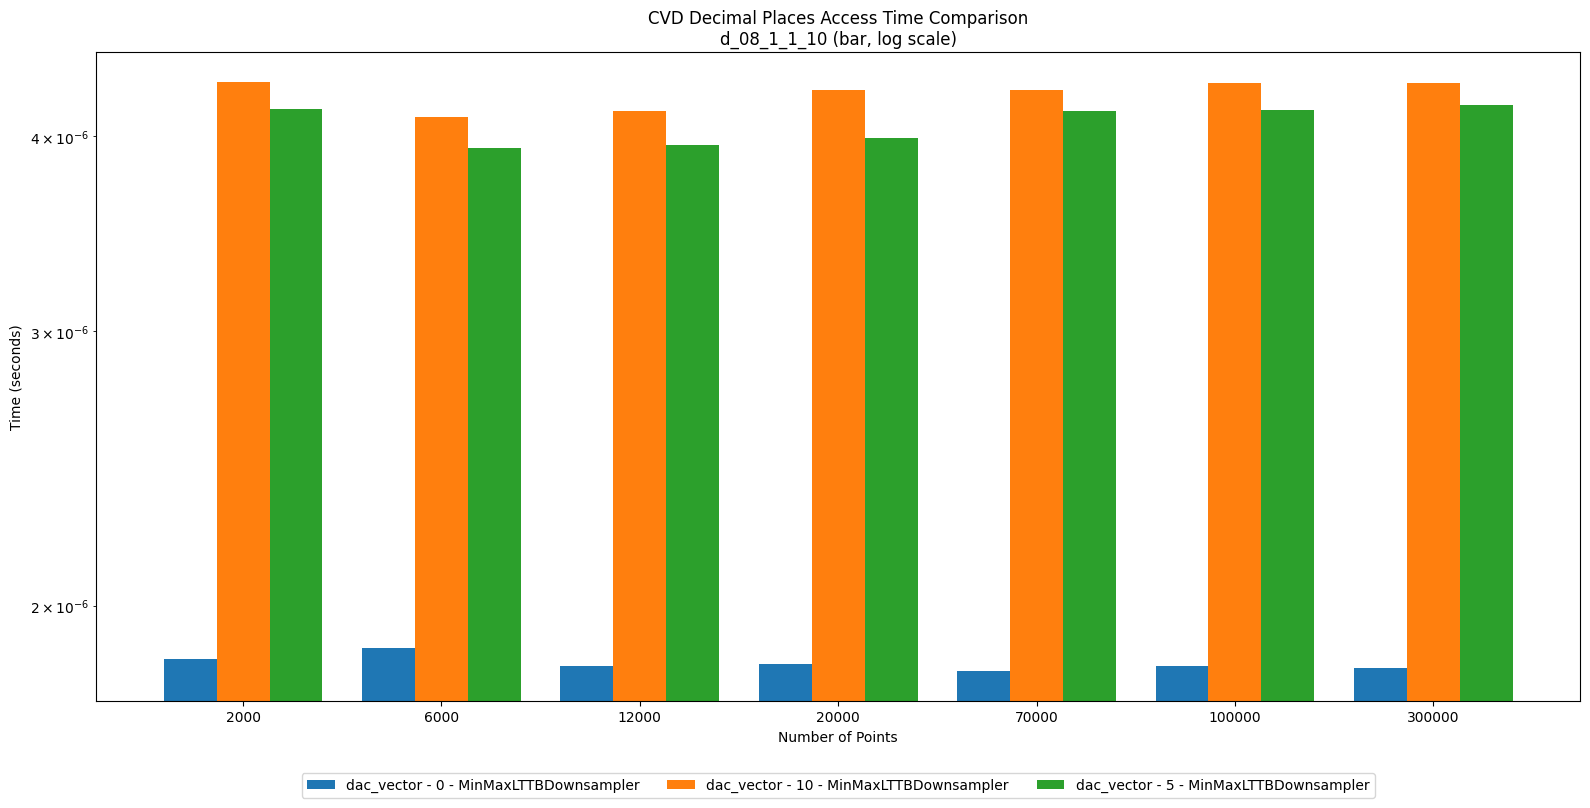 CVD Decimal Places Access Time Comparison
d_08_1_1_10 (bar, log scale)
4 × 10⁻⁶
3 × 10⁻⁶
2 × 10⁻⁶
Time (seconds)
2000 6000 12000 20000 70000 100000 300000
Number of Points
dac_vector - 0 - MinMaxLTTBDownsampler dac_vector - 10 - MinMaxLTTBDownsampler dac_vector - 5 - MinMaxLTTBDownsampler